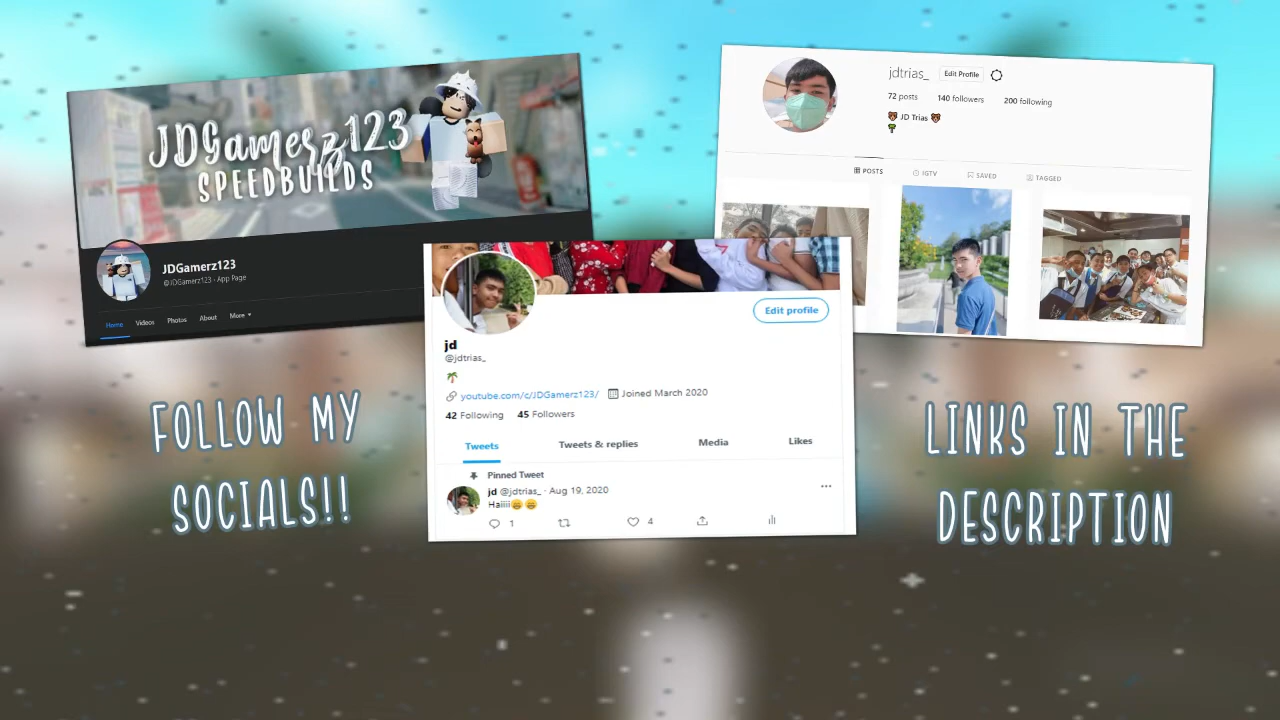 JDGamerz123
SPEEDBUILDS
JDGamerz123
@JDGamerz123 · App Page
Home Videos Photos About More
jdtrias_ Edit Profile
72 posts 140 followers 200 following
🐻 JD Trias 🐻
🌴
POSTS IGTV SAVED TAGGED
Edit profile
jd
@jdtrias_
🌴
youtube.com/c/JDGamerz123/ Joined March 2020
42 Following 45 Followers
Tweets Tweets & replies Media Likes
Pinned Tweet
jd @jdtrias_ · Aug 19, 2020
Haiiii😄😄
1 4
FOLLOW MY
SOCIALS!!
LINKS IN THE
DESCRIPTION